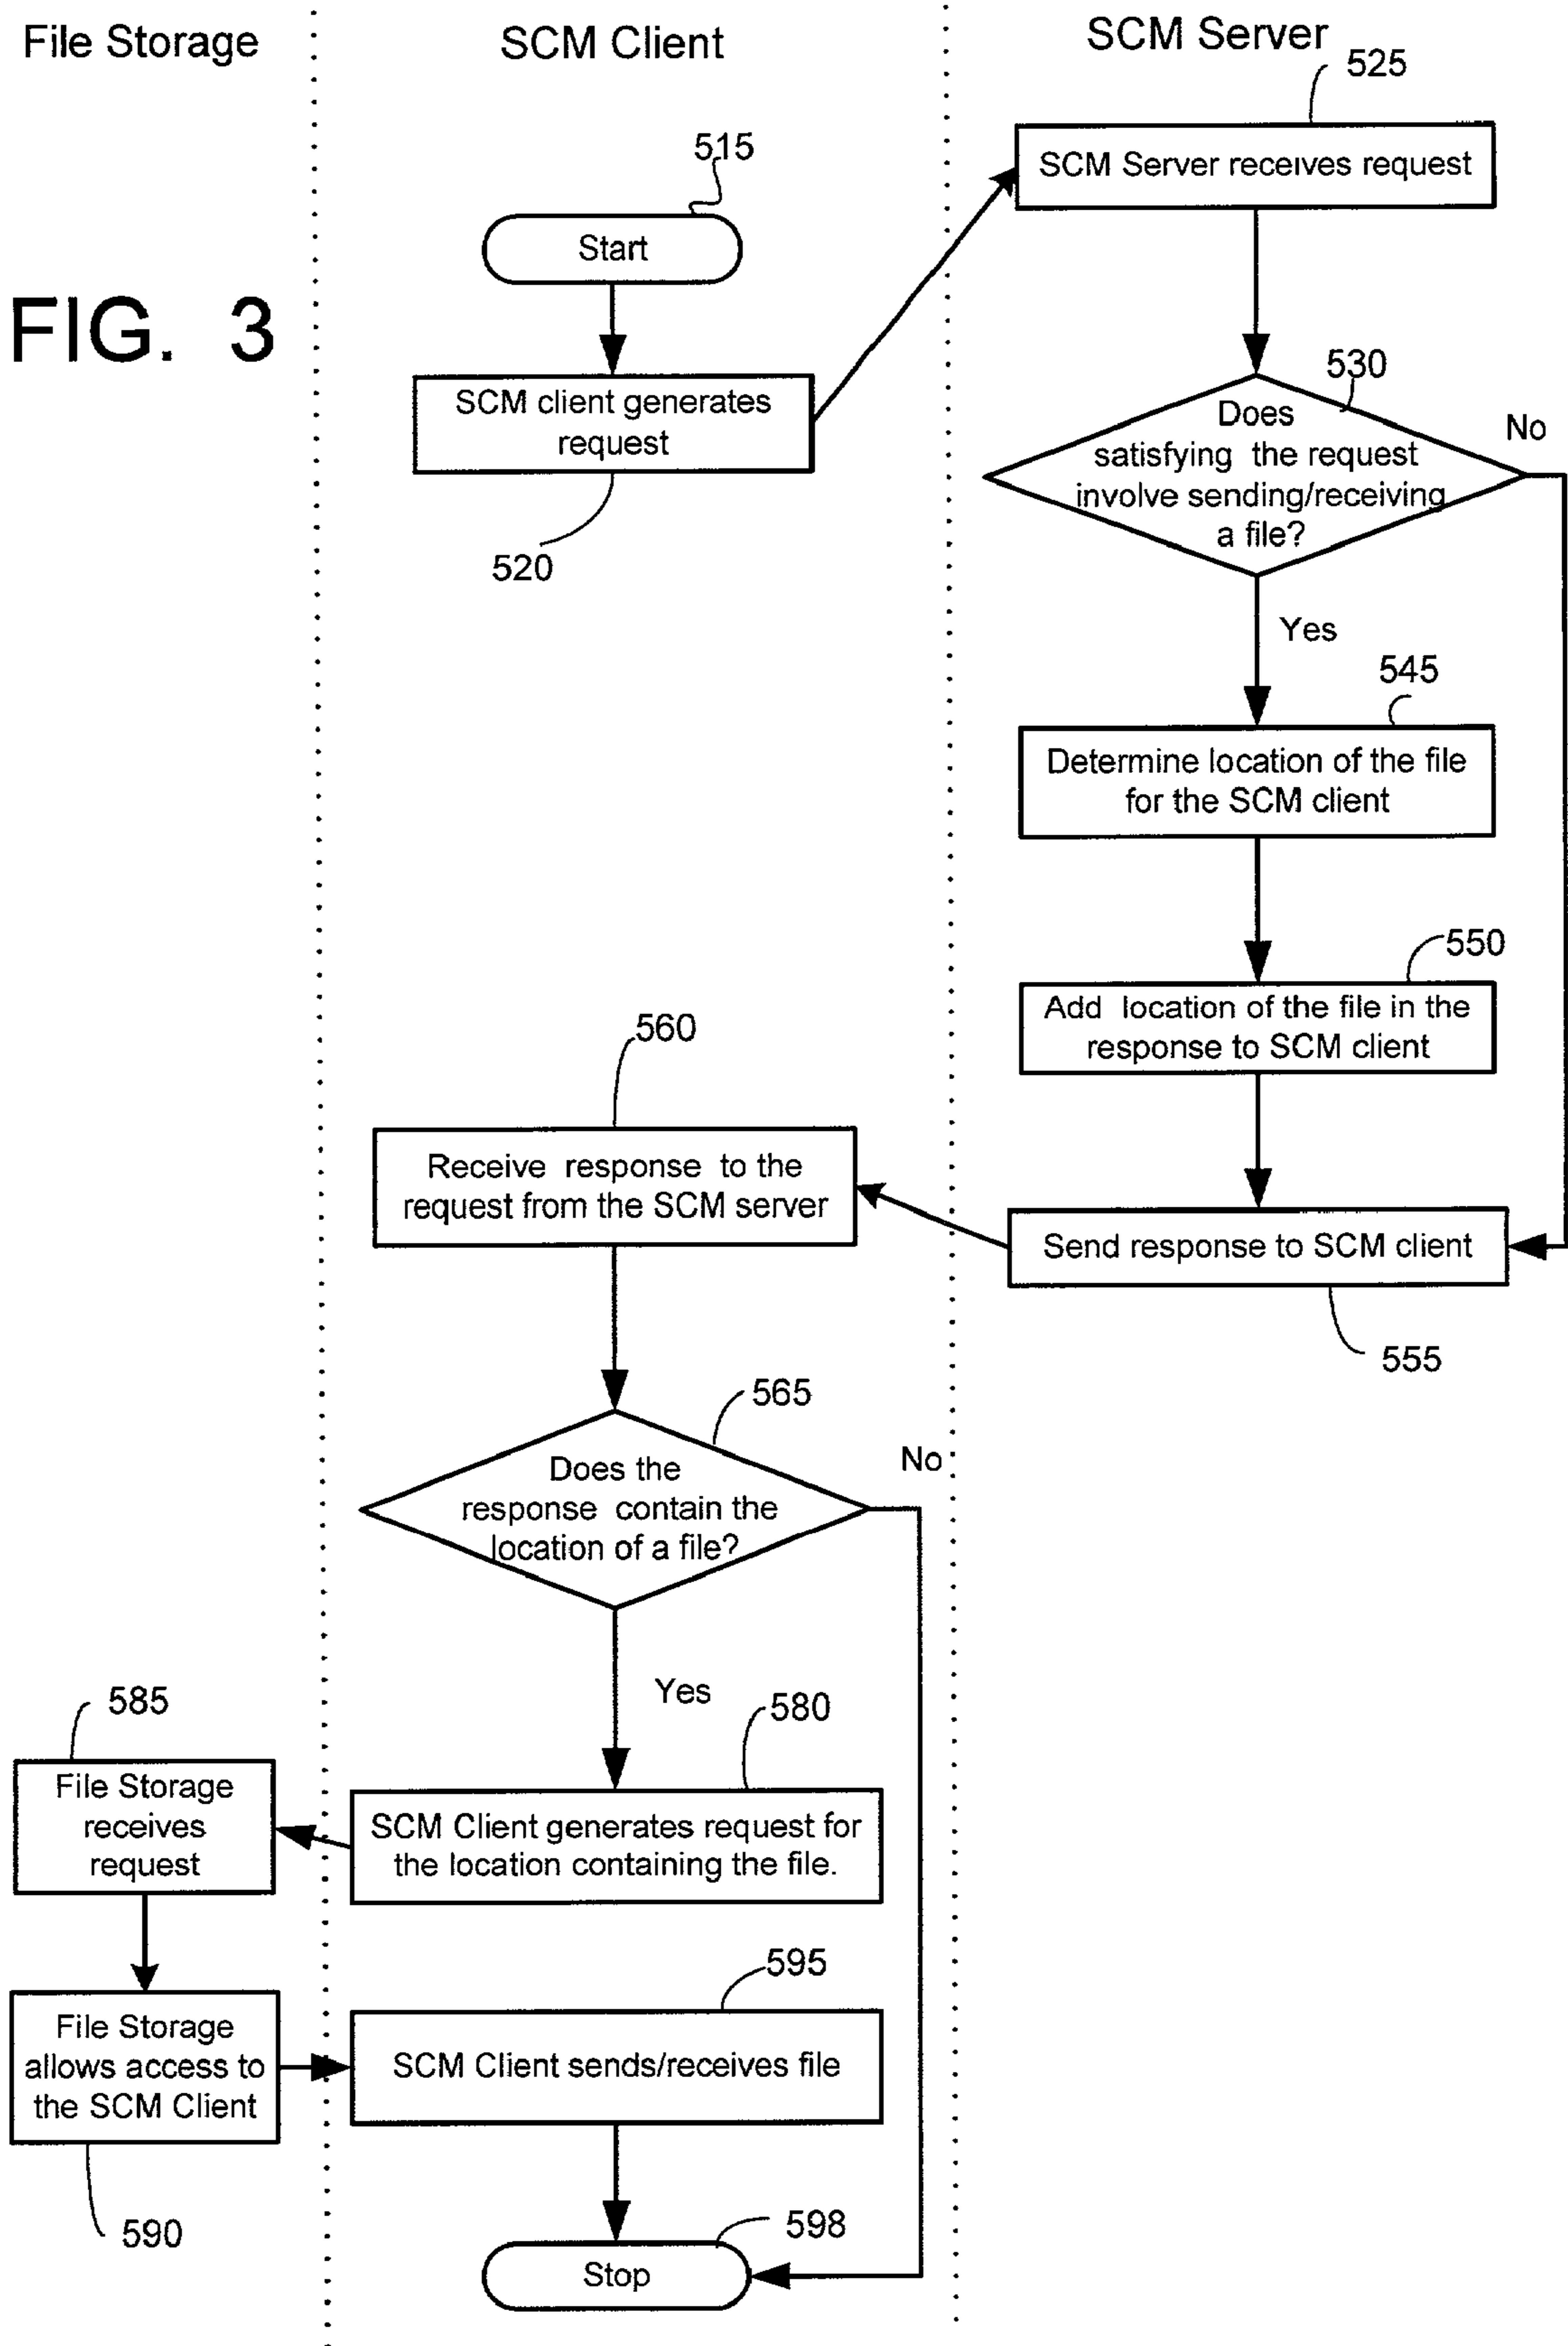 File Storage
SCM Client
SCM Server
525
SCM Server receives request
515
Start
FIG. 3
SCM client generates
request
520
530
Does
satisfying the request
involve sending/receiving
a file?
No
Yes
545
Determine location of the file
for the SCM client
550
Add location of the file in the
response to SCM client
560
Receive response to the
request from the SCM server
Send response to SCM client
555
565
Does the
response contain the
location of a file?
No
Yes
585
File Storage
receives
request
580
SCM Client generates request for
the location containing the file.
595
File Storage
allows access to
the SCM Client
590
SCM Client sends/receives file
598
Stop